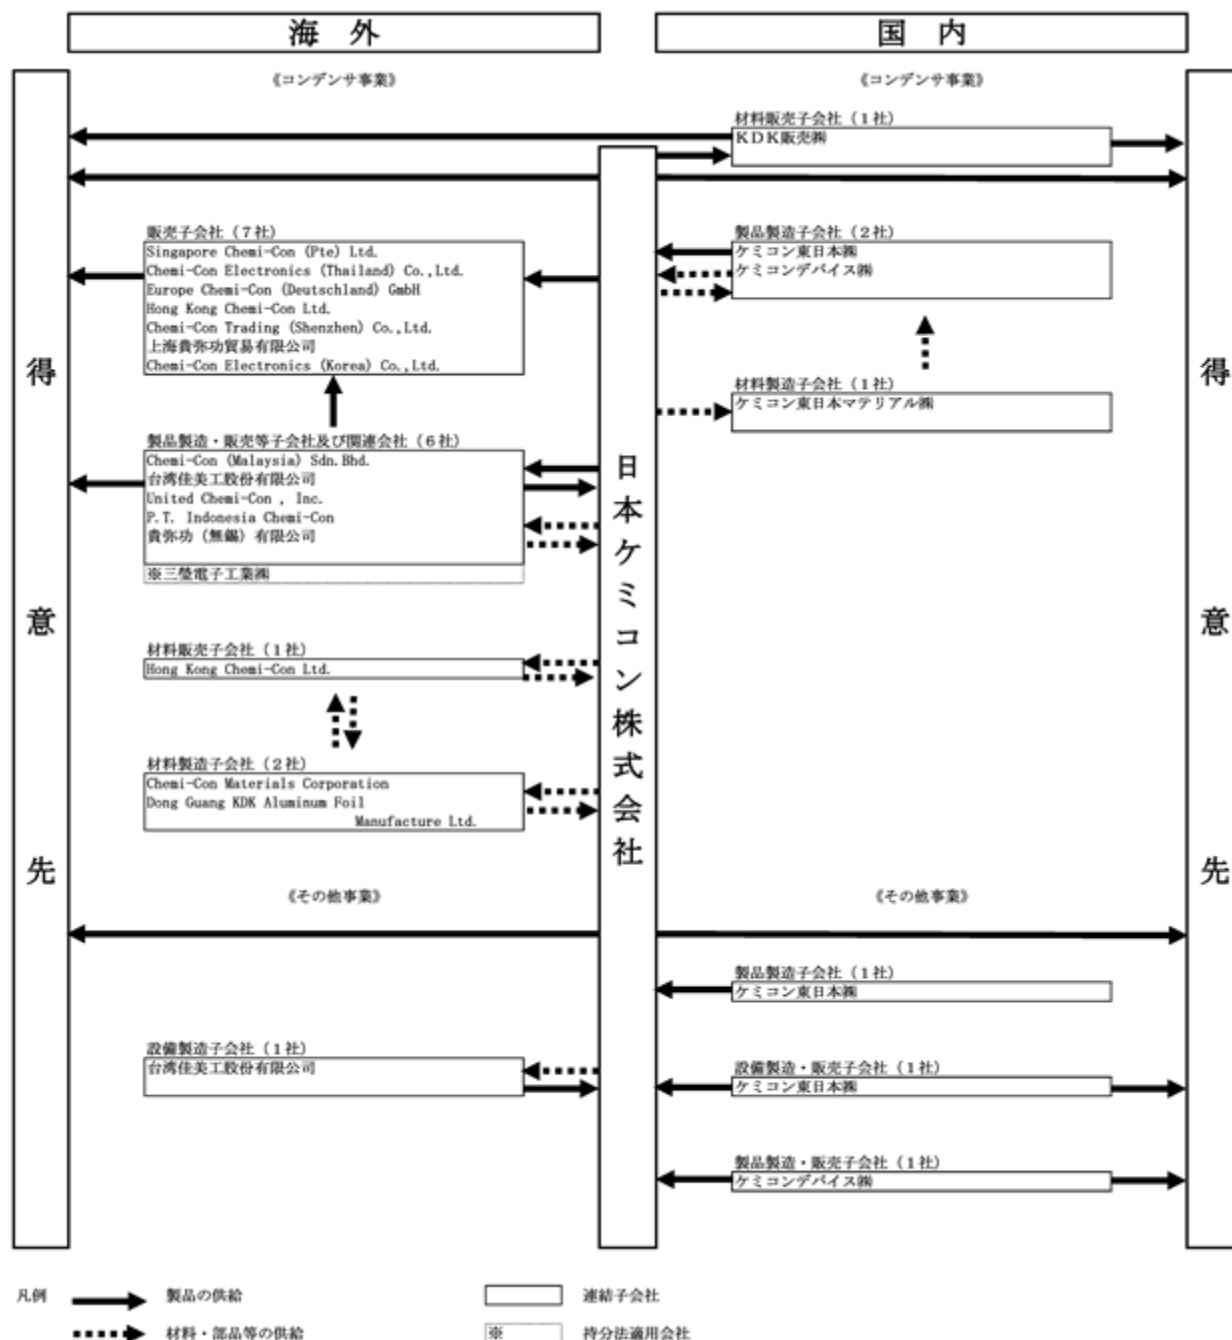 海 外
国 内
《コンデンサ事業》
《コンデンサ事業》
材料販売子会社（1社）
KDK販売㈱
販売子会社（7社）
Singapore Chemi-Con (Pte) Ltd.
Chemi-Con Electronics (Thailand) Co.,Ltd.
Europe Chemi-Con (Deutschland) GmbH
Hong Kong Chemi-Con Ltd.
Chemi-Con Trading (Shenzhen) Co.,Ltd.
上海貴弥功貿易有限公司
Chemi-Con Electronics (Korea) Co.,Ltd.
製品製造子会社（2社）
ケミコン東日本㈱
ケミコンデバイス㈱
材料製造子会社（1社）
ケミコン東日本マテリアル㈱
製品製造・販売等子会社及び関連会社（6社）
Chemi-Con (Malaysia) Sdn.Bhd.
台湾佳美工股份有限公司
United Chemi-Con , Inc.
P.T. Indonesia Chemi-Con
貴弥功（無錫）有限公司
※三瑩電子工業㈱
材料販売子会社（1社）
Hong Kong Chemi-Con Ltd.
材料製造子会社（2社）
Chemi-Con Materials Corporation
Dong Guang KDK Aluminum Foil
Manufacture Ltd.
得意先
日本ケミコン株式会社
得意先
《その他事業》
《その他事業》
製品製造子会社（1社）
ケミコン東日本㈱
設備製造子会社（1社）
台湾佳美工股份有限公司
設備製造・販売子会社（1社）
ケミコン東日本㈱
製品製造・販売子会社（1社）
ケミコンデバイス㈱
凡例
製品の供給
連結子会社
材料・部品等の供給
※
持分法適用会社